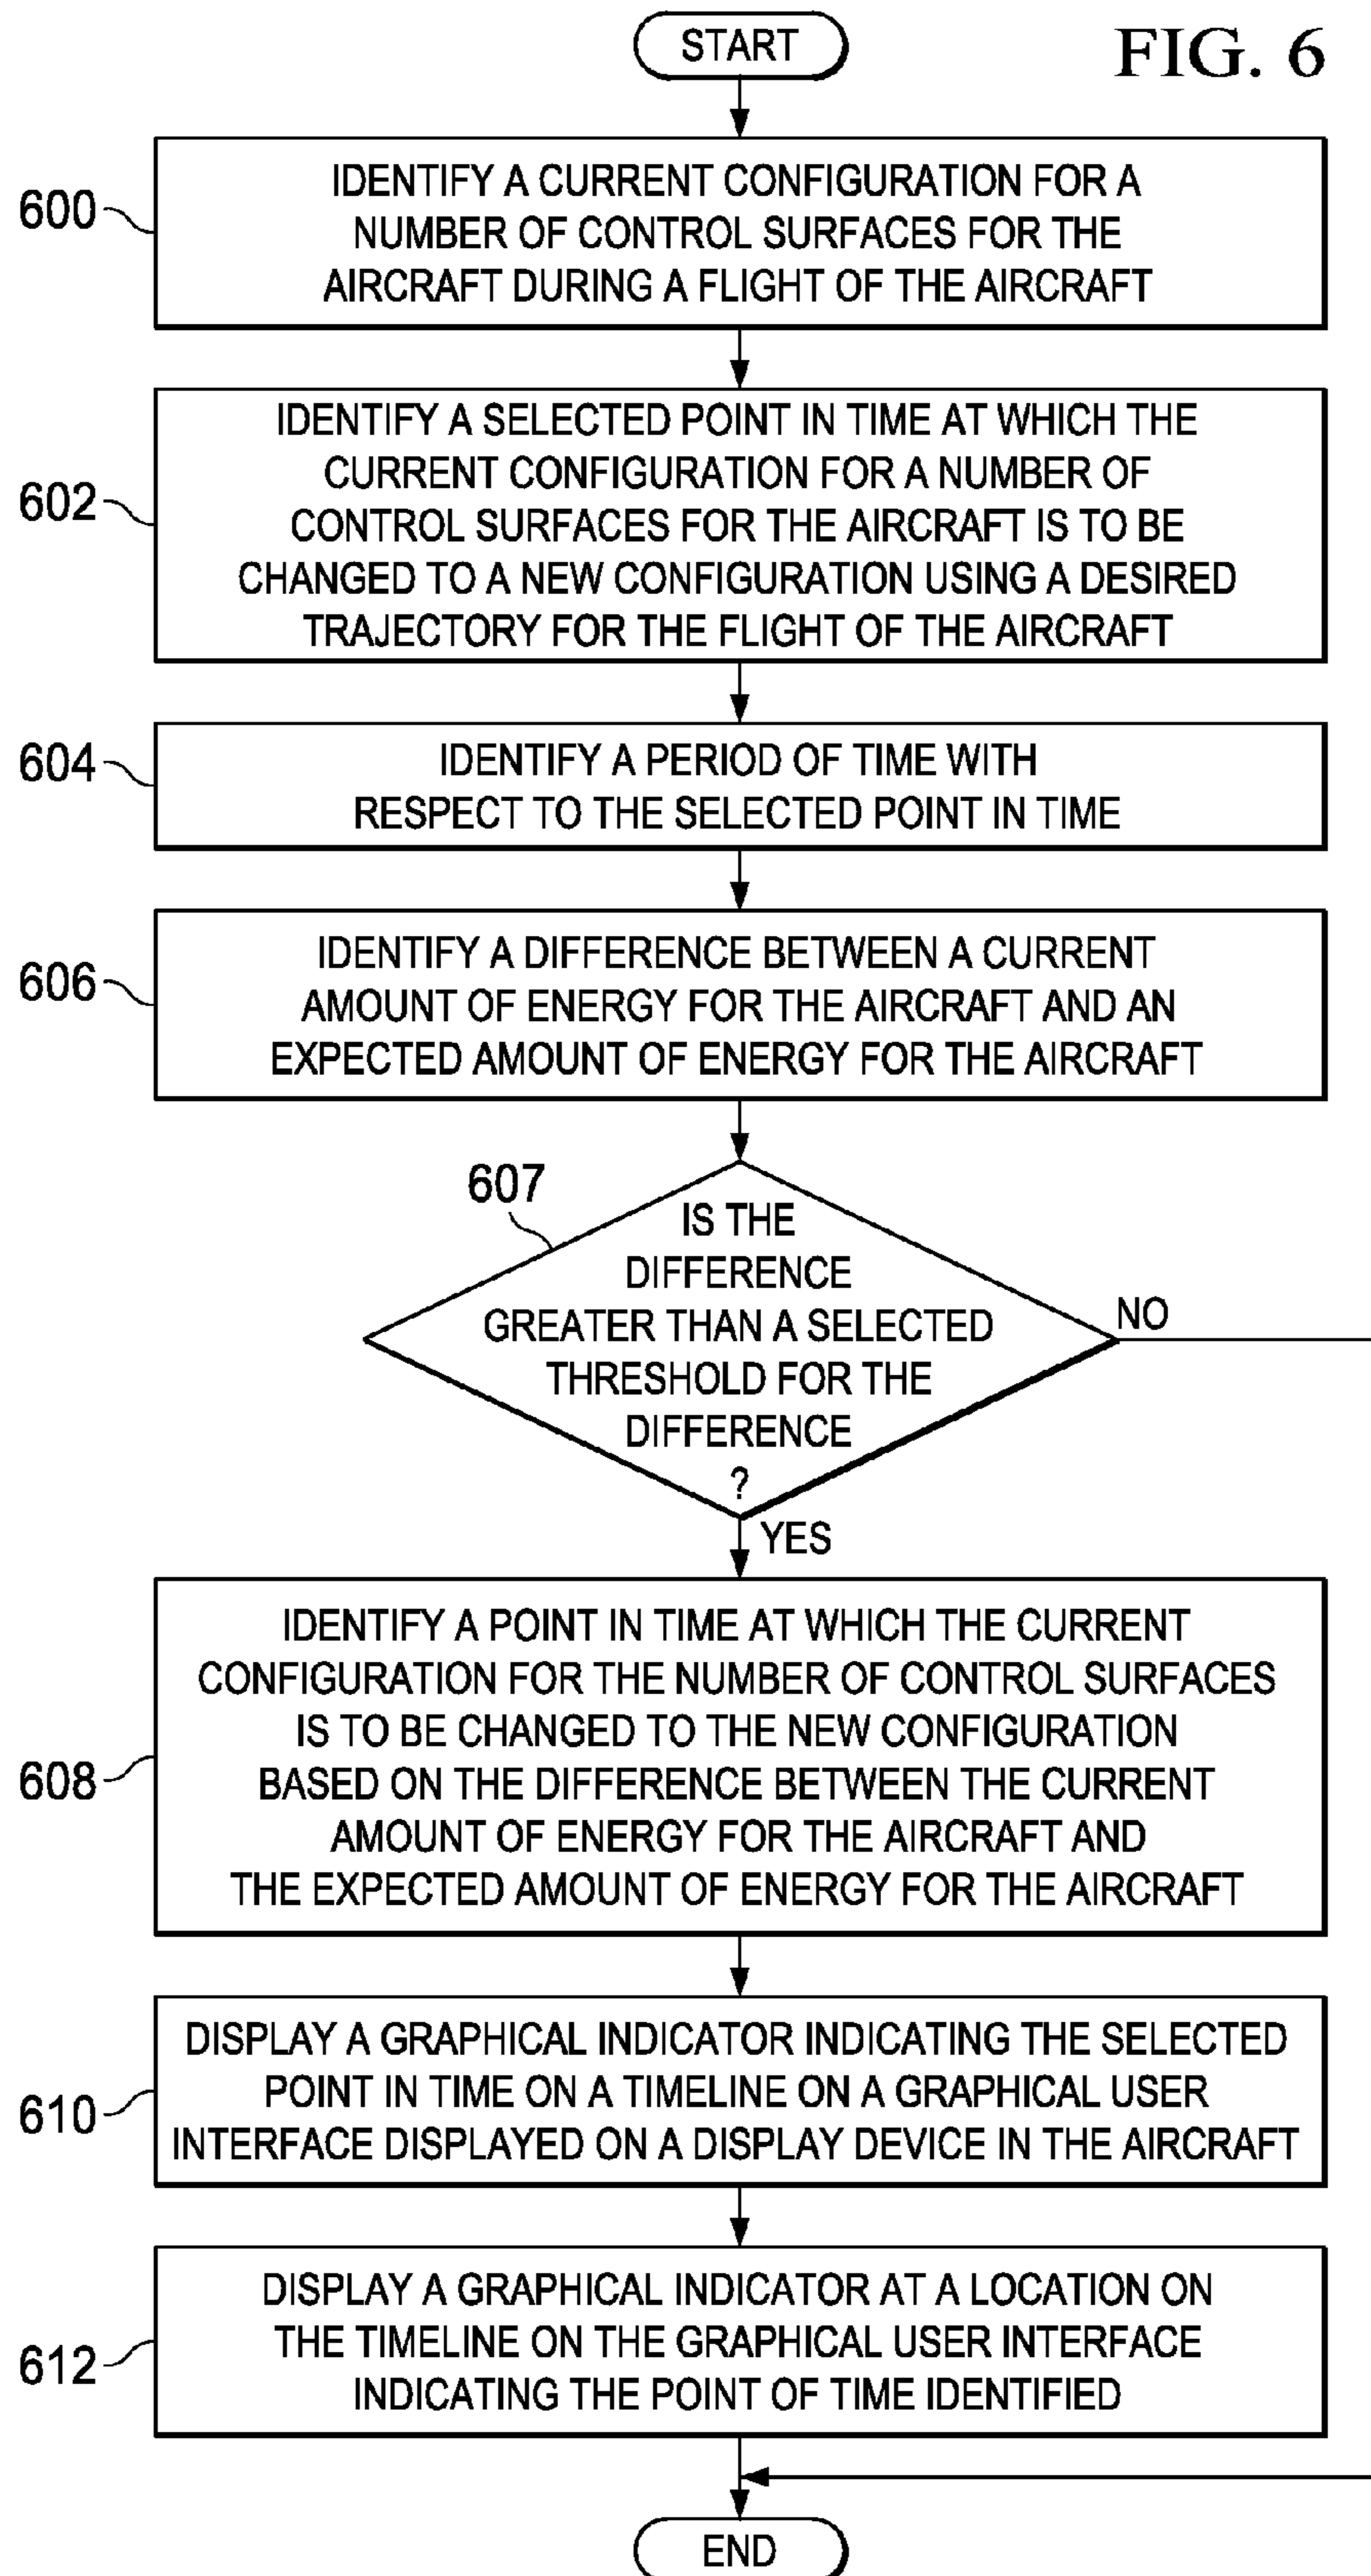 START
FIG. 6
600
IDENTIFY A CURRENT CONFIGURATION FOR A
NUMBER OF CONTROL SURFACES FOR THE
AIRCRAFT DURING A FLIGHT OF THE AIRCRAFT
602
IDENTIFY A SELECTED POINT IN TIME AT WHICH THE
CURRENT CONFIGURATION FOR A NUMBER OF
CONTROL SURFACES FOR THE AIRCRAFT IS TO BE
CHANGED TO A NEW CONFIGURATION USING A DESIRED
TRAJECTORY FOR THE FLIGHT OF THE AIRCRAFT
604
IDENTIFY A PERIOD OF TIME WITH
RESPECT TO THE SELECTED POINT IN TIME
606
IDENTIFY A DIFFERENCE BETWEEN A CURRENT
AMOUNT OF ENERGY FOR THE AIRCRAFT AND AN
EXPECTED AMOUNT OF ENERGY FOR THE AIRCRAFT
607
IS THE
DIFFERENCE
GREATER THAN A SELECTED
THRESHOLD FOR THE
DIFFERENCE
?
NO
YES
608
IDENTIFY A POINT IN TIME AT WHICH THE CURRENT
CONFIGURATION FOR THE NUMBER OF CONTROL SURFACES
IS TO BE CHANGED TO THE NEW CONFIGURATION
BASED ON THE DIFFERENCE BETWEEN THE CURRENT
AMOUNT OF ENERGY FOR THE AIRCRAFT AND
THE EXPECTED AMOUNT OF ENERGY FOR THE AIRCRAFT
610
DISPLAY A GRAPHICAL INDICATOR INDICATING THE SELECTED
POINT IN TIME ON A TIMELINE ON A GRAPHICAL USER
INTERFACE DISPLAYED ON A DISPLAY DEVICE IN THE AIRCRAFT
612
DISPLAY A GRAPHICAL INDICATOR AT A LOCATION ON
THE TIMELINE ON THE GRAPHICAL USER INTERFACE
INDICATING THE POINT OF TIME IDENTIFIED
END